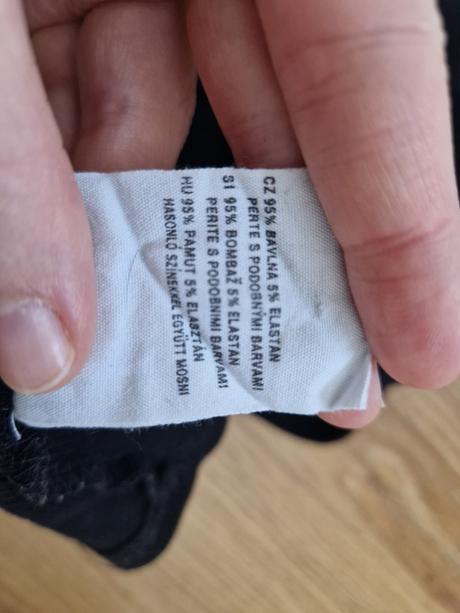 CZ 95% BAVLNA 5% ELASTAN
PERTE S PODOBNÝMI BARVAMI
SI 95% BOMBAŽ 5% ELASTAN
PERITE S PODOBNIMI BARVAMI
HU 95% PAMUT 5% ELASZTÁN
HASONLÓ SZÍNEKKEL EGYÜTT MOSNI